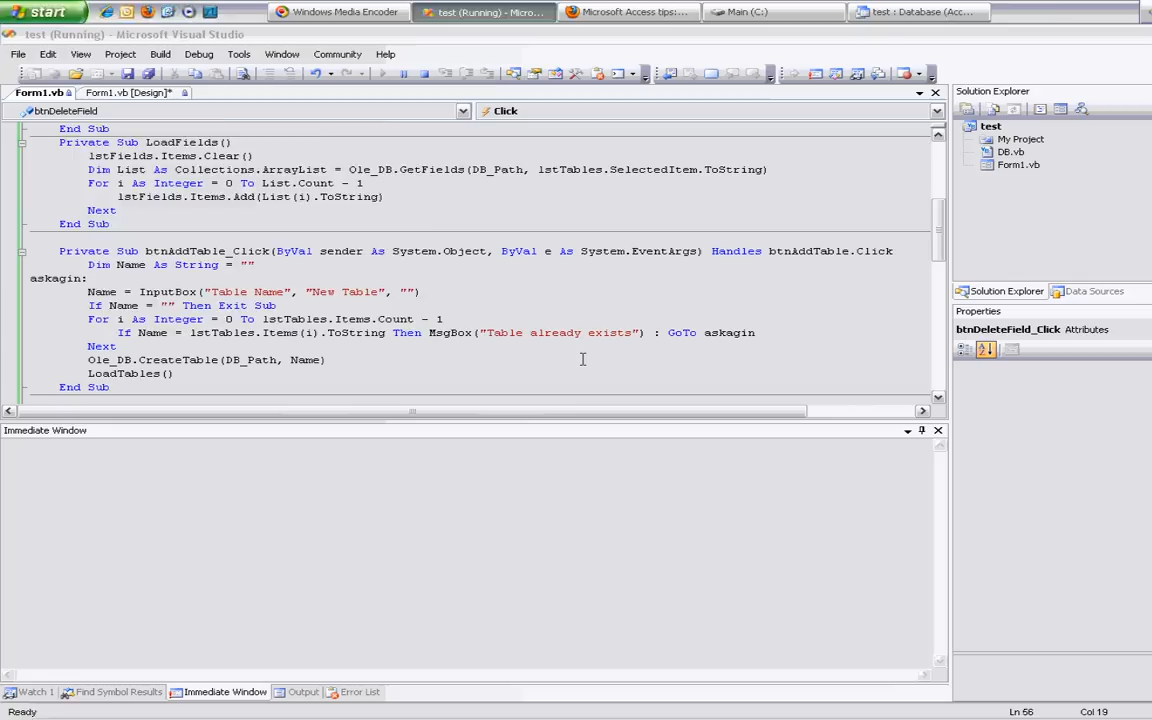 start
Windows Media Encoder
test (Running) - Micro...
Microsoft Access tips:...
Main (C:)
test : Database (Acc...
test (Running) - Microsoft Visual Studio
File Edit View Project Build Debug Tools Window Community Help
Form1.vb Form1.vb [Design]*
btnDeleteField Click
End Sub
Private Sub LoadFields()
lstFields.Items.Clear()
Dim List As Collections.ArrayList = Ole_DB.GetFields(DB_Path, lstTables.SelectedItem.ToString)
For i As Integer = 0 To List.Count - 1
lstFields.Items.Add(List(i).ToString)
Next
End Sub
Private Sub btnAddTable_Click(ByVal sender As System.Object, ByVal e As System.EventArgs) Handles btnAddTable.Click
Dim Name As String = ""
askagin:
Name = InputBox("Table Name", "New Table", "")
If Name = "" Then Exit Sub
For i As Integer = 0 To lstTables.Items.Count - 1
If Name = lstTables.Items(i).ToString Then MsgBox("Table already exists") : GoTo askagin
Next
Ole_DB.CreateTable(DB_Path, Name)
LoadTables()
End Sub
Immediate Window
Watch 1 Find Symbol Results Immediate Window Output Error List
Solution Explorer
test
My Project
DB.vb
Form1.vb
Solution Explorer Data Sources
Properties
btnDeleteField_Click Attributes
Ready Ln 56 Col 19